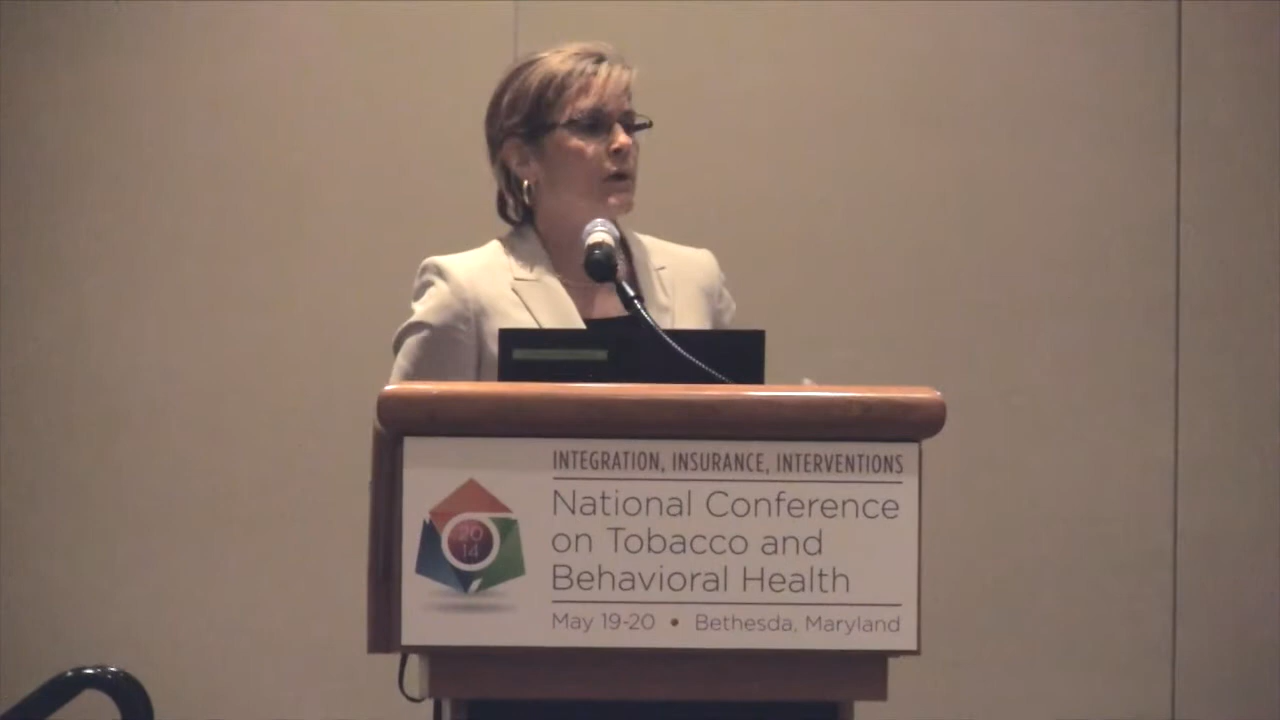 INTEGRATION, INSURANCE, INTERVENTIONS
National Conference
on Tobacco and
Behavioral Health
May 19-20 • Bethesda, Maryland
20
14